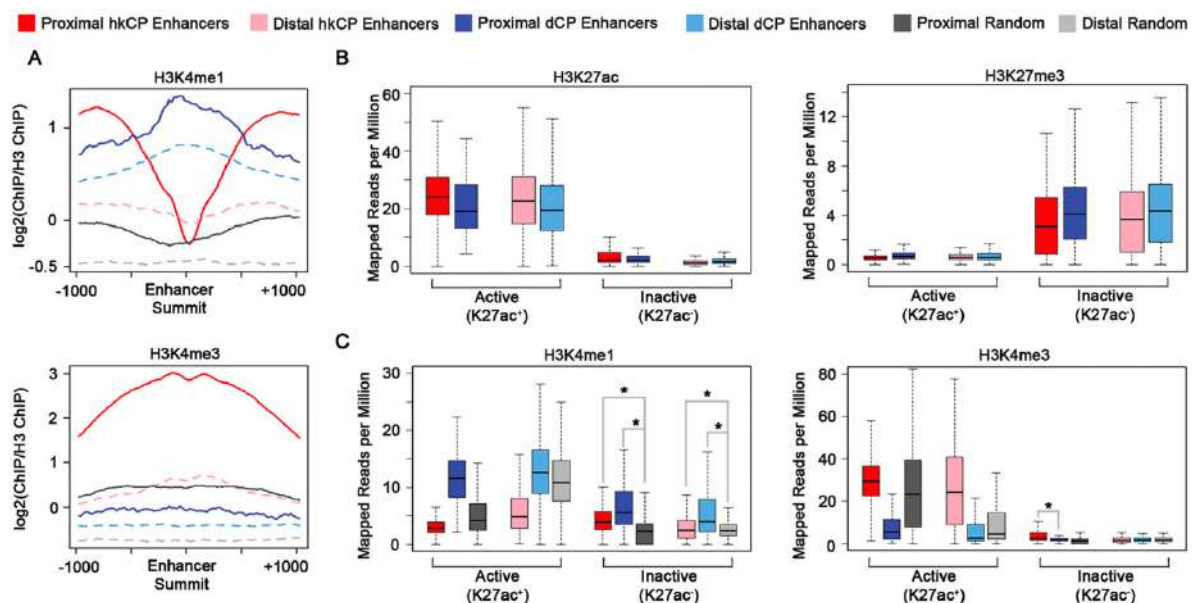 Proximal hkCP Enhancers Distal hkCP Enhancers Proximal dCP Enhancers Distal dCP Enhancers Proximal Random Distal Random
A
H3K4me1
log2(ChIP/H3 ChIP)
1
0
-0.5
-1000 Enhancer Summit +1000
H3K4me3
log2(ChIP/H3 ChIP)
3
2
1
0
-1000 Enhancer Summit +1000
B
H3K27ac
Mapped Reads per Million
60
40
20
0
Active
(K27ac+)
Inactive
(K27ac-)
H3K27me3
Mapped Reads per Million
12
8
4
0
Active
(K27ac+)
Inactive
(K27ac-)
C
H3K4me1
Mapped Reads per Million
30
20
10
0
* * * *
Active
(K27ac+)
Inactive
(K27ac-)
H3K4me3
Mapped Reads per Million
80
60
40
20
0
*
Active
(K27ac+)
Inactive
(K27ac-)